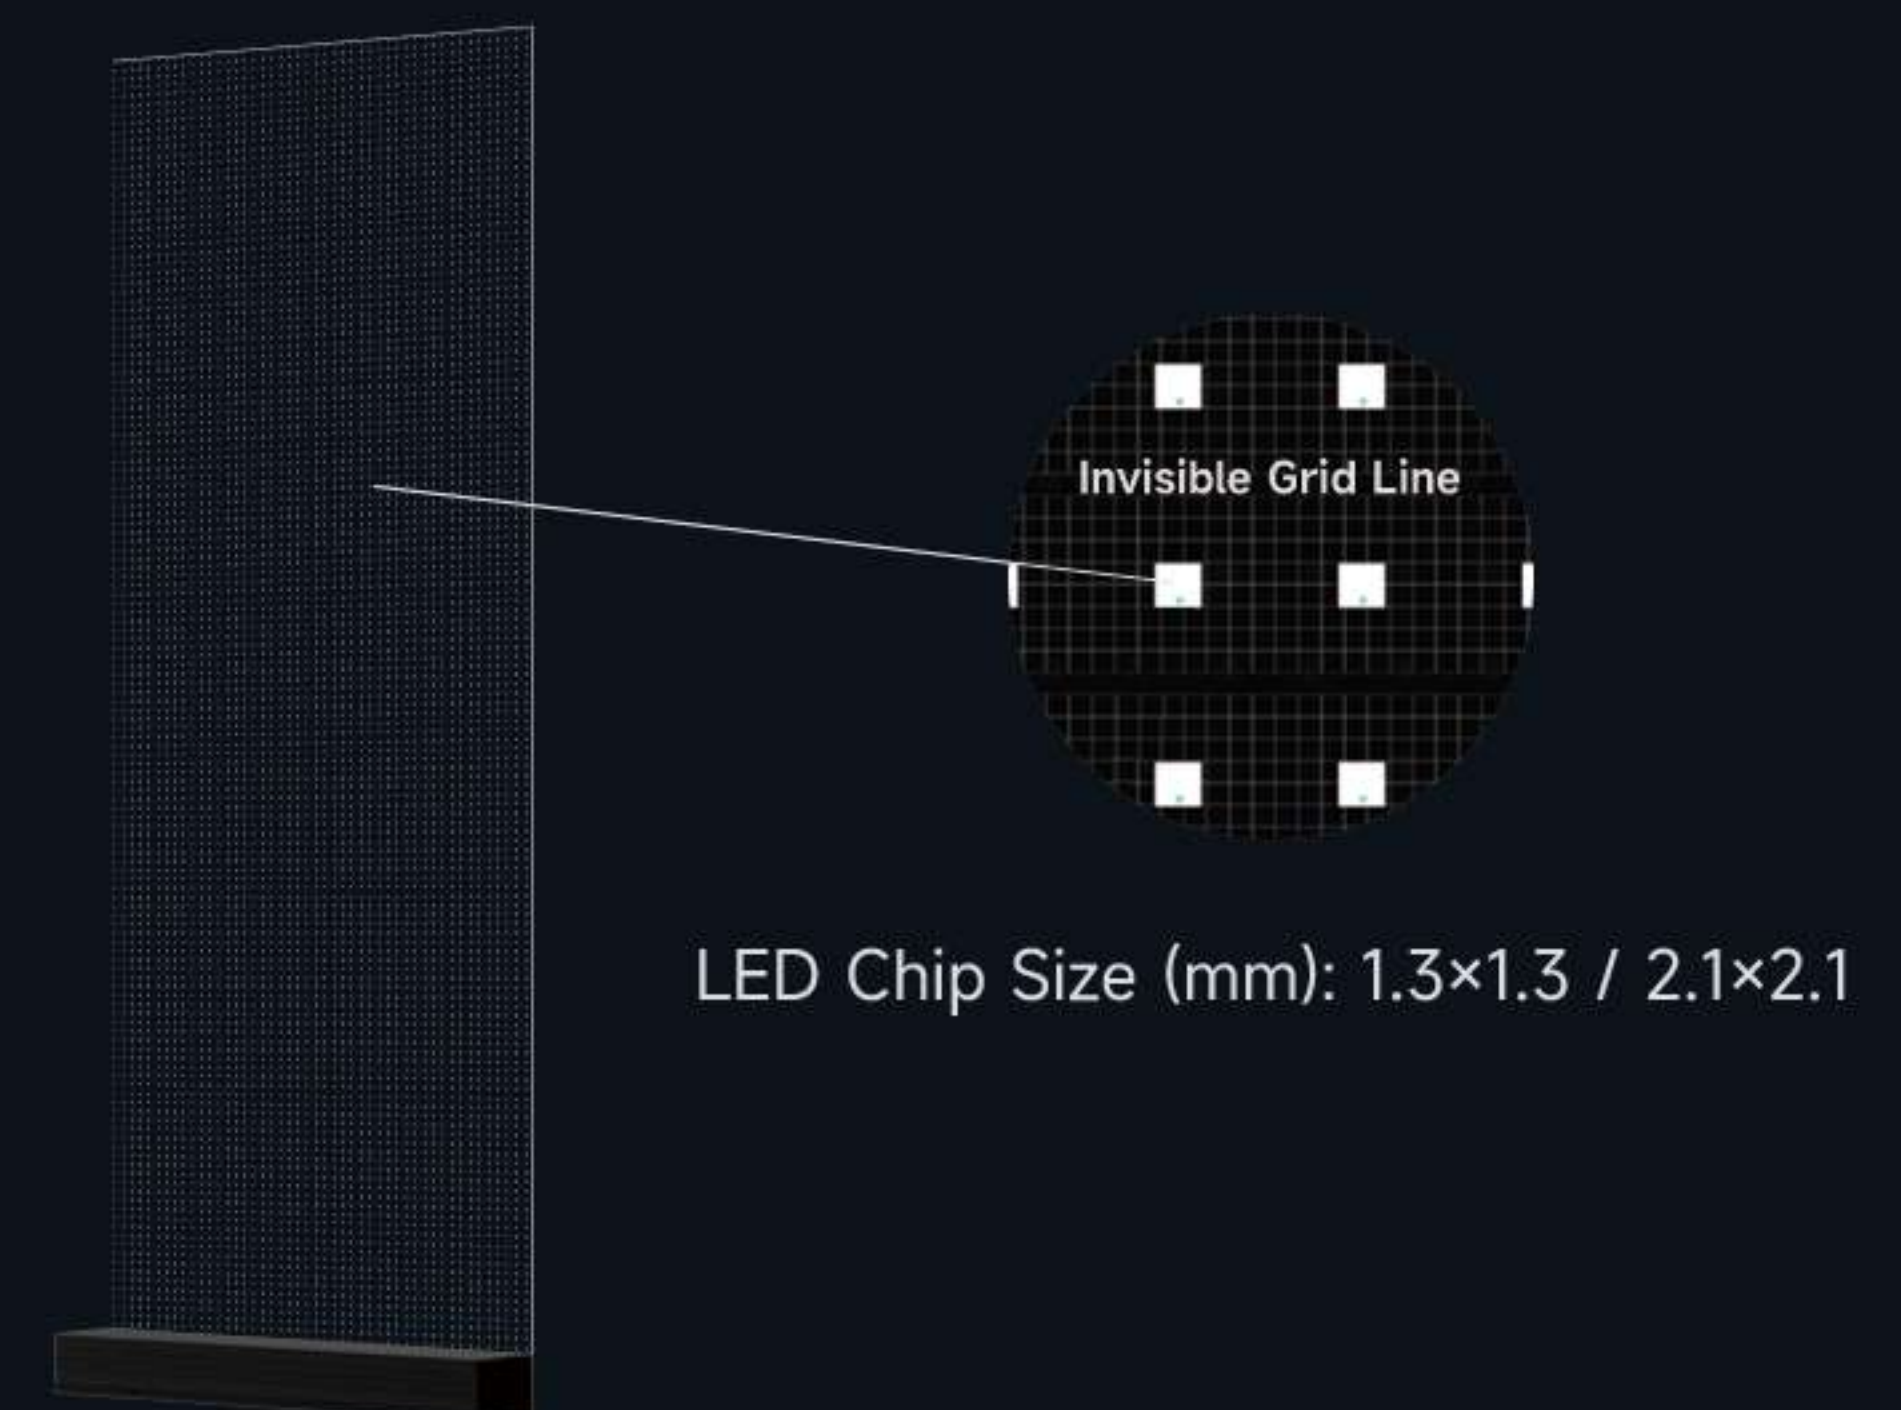 Invisible Grid Line
LED Chip Size (mm): 1.3×1.3 / 2.1×2.1